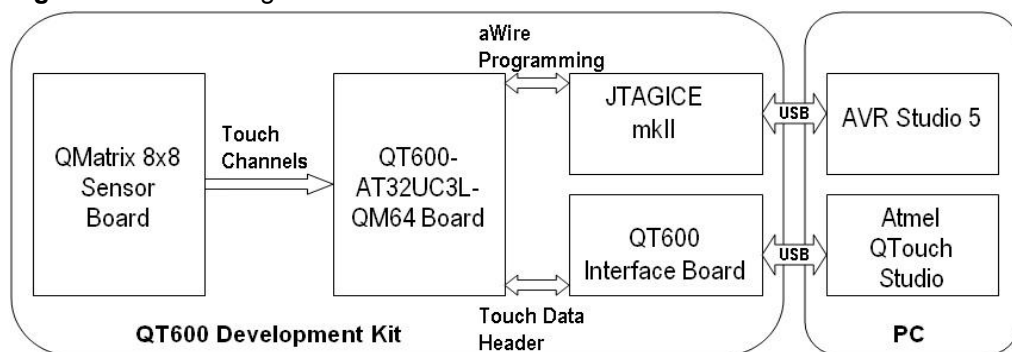 aWire
Programming
QMatrix 8x8
Sensor
Board
Touch
Channels
QT600-
AT32UC3L-
QM64 Board
JTAGICE
mkII
USB
AVR Studio 5
QT600
Interface Board
USB
Atmel
QTouch
Studio
Touch Data
Header
QT600 Development Kit
PC